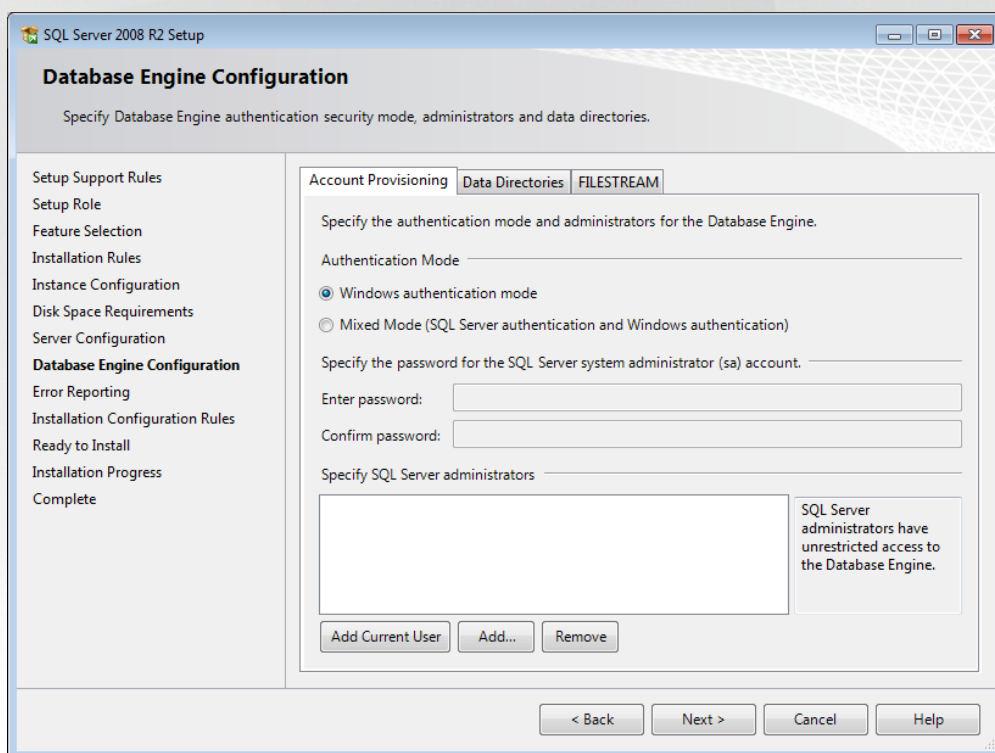 SQL Server 2008 R2 Setup
Database Engine Configuration
Specify Database Engine authentication security mode, administrators and data directories.
Setup Support Rules
Setup Role
Feature Selection
Installation Rules
Instance Configuration
Disk Space Requirements
Server Configuration
Database Engine Configuration
Error Reporting
Installation Configuration Rules
Ready to Install
Installation Progress
Complete
Account Provisioning Data Directories FILESTREAM
Specify the authentication mode and administrators for the Database Engine.
Authentication Mode
Windows authentication mode
Mixed Mode (SQL Server authentication and Windows authentication)
Specify the password for the SQL Server system administrator (sa) account.
Enter password:
Confirm password:
Specify SQL Server administrators
SQL Server
administrators have
unrestricted access to
the Database Engine.
Add Current User Add... Remove
< Back Next > Cancel Help